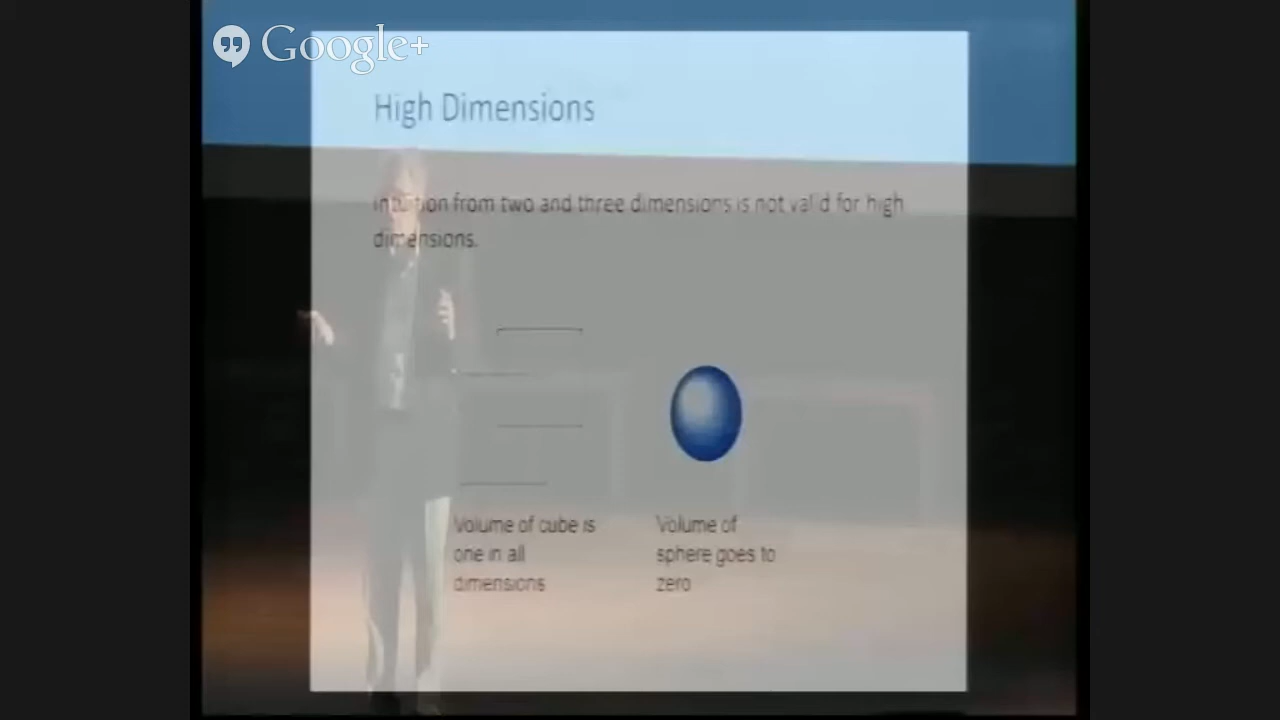 Google+
High Dimensions
Intuition from two and three dimensions is not valid for high
dimensions.
Volume of cube is
one in all
dimensions
Volume of
sphere goes to
zero